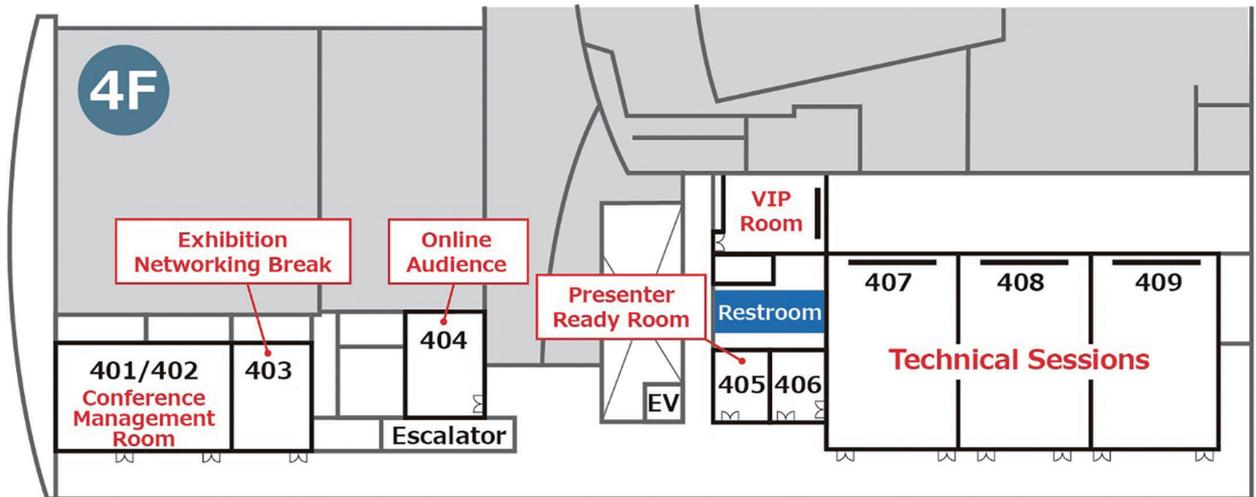 4F
Exhibition
Networking Break
Online
Audience
Presenter
Ready Room
VIP
Room
Restroom
401/402
Conference
Management
Room
403
404
Escalator
EV
405
406
407
408
409
Technical Sessions